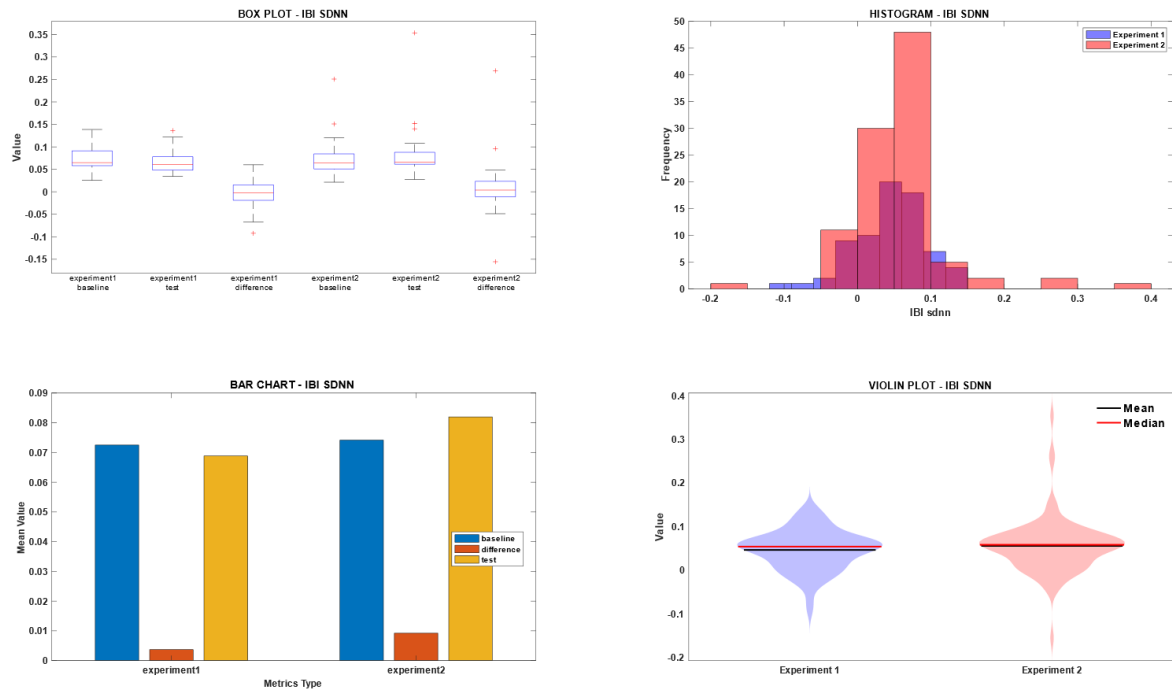 BOX PLOT - IBI SDNN
0.35
0.3
0.25
0.2
0.15
0.1
0.05
0
-0.05
-0.1
-0.15
Value
experiment1 baseline
experiment1 test
experiment1 difference
experiment2 baseline
experiment2 test
experiment2 difference
HISTOGRAM - IBI SDNN
Experiment 1
Experiment 2
50
45
40
35
30
25
20
15
10
5
0
Frequency
-0.2
-0.1
0
0.1
0.2
0.3
0.4
IBI sdnn
BAR CHART - IBI SDNN
0.09
0.08
0.07
0.06
0.05
0.04
0.03
0.02
0.01
0
Mean Value
baseline
difference
test
experiment1
experiment2
Metrics Type
VIOLIN PLOT - IBI SDNN
Mean
Median
0.4
0.3
0.2
0.1
0
-0.1
-0.2
Value
Experiment 1
Experiment 2